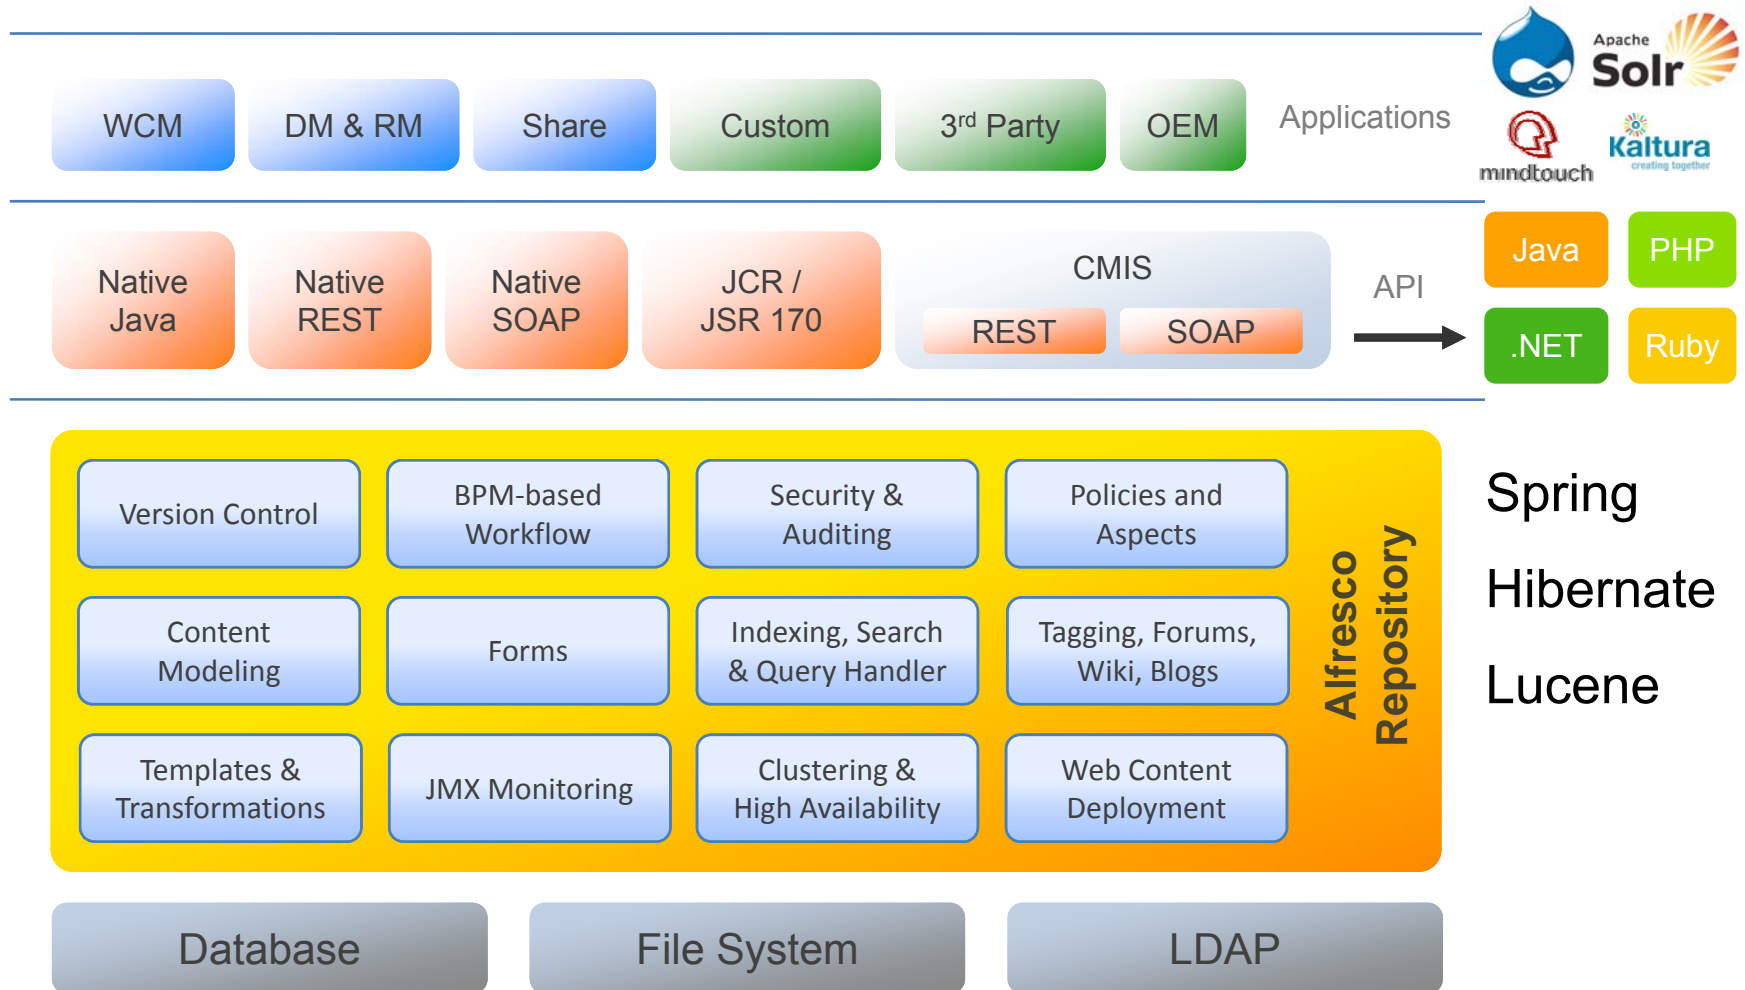 WCM
DM & RM
Share
Custom
3rd Party
OEM
Applications
Apache
Solr
mindtouch
Kaltura
creating together
Native
Java
Native
REST
Native
SOAP
JCR /
JSR 170
CMIS
REST
SOAP
API
Java
PHP
.NET
Ruby
Version Control
BPM-based
Workflow
Security &
Auditing
Policies and
Aspects
Content
Modeling
Forms
Indexing, Search
& Query Handler
Tagging, Forums,
Wiki, Blogs
Templates &
Transformations
JMX Monitoring
Clustering &
High Availability
Web Content
Deployment
Alfresco
Repository
Spring
Hibernate
Lucene
Database
File System
LDAP